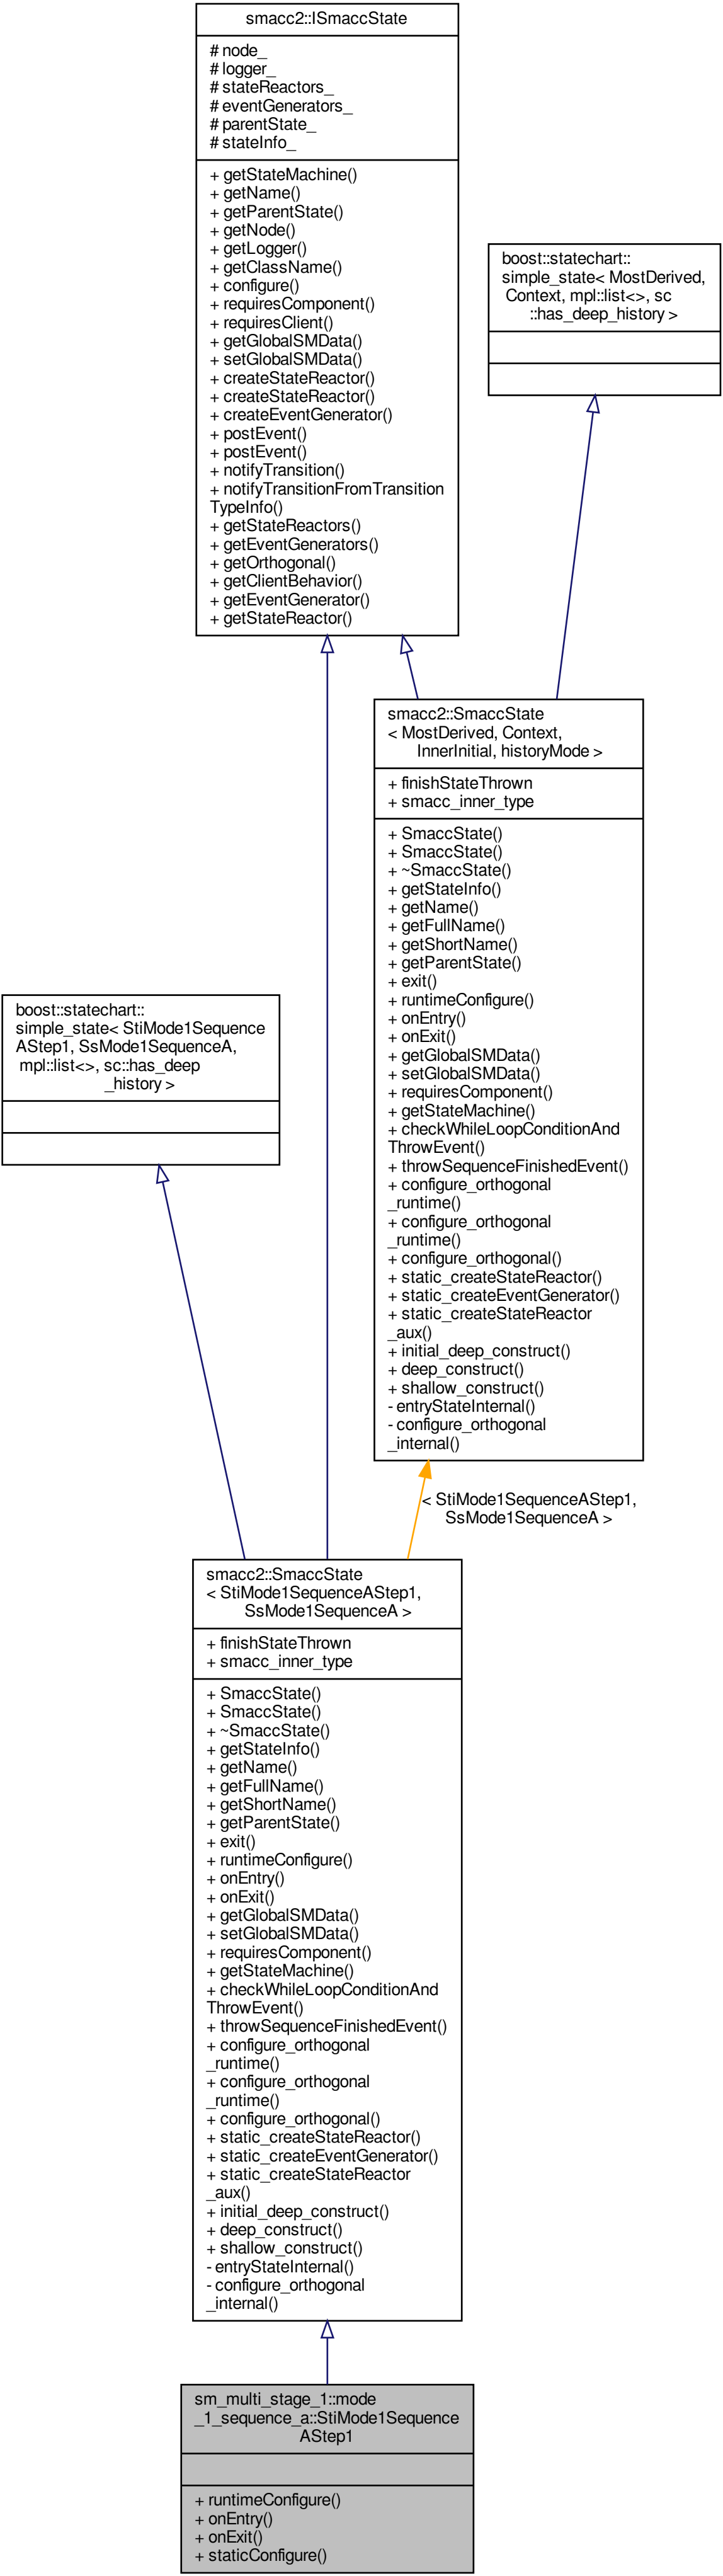 smacc2::ISmaccState
# node_
# logger_
# stateReactors_
# eventGenerators_
# parentState_
# stateInfo_
+ getStateMachine()
+ getName()
+ getParentState()
+ getNode()
+ getLogger()
+ getClassName()
+ configure()
+ requiresComponent()
+ requiresClient()
+ getGlobalSMData()
+ setGlobalSMData()
+ createStateReactor()
+ createStateReactor()
+ createEventGenerator()
+ postEvent()
+ postEvent()
+ notifyTransition()
+ notifyTransitionFromTransition
TypeInfo()
+ getStateReactors()
+ getEventGenerators()
+ getOrthogonal()
+ getClientBehavior()
+ getEventGenerator()
+ getStateReactor()
boost::statechart::
simple_state< MostDerived,
Context, mpl::list<>, sc
::has_deep_history >
smacc2::SmaccState
< MostDerived, Context,
InnerInitial, historyMode >
+ finishStateThrown
+ smacc_inner_type
+ SmaccState()
+ SmaccState()
+ ~SmaccState()
+ getStateInfo()
+ getName()
+ getFullName()
+ getShortName()
+ getParentState()
+ exit()
+ runtimeConfigure()
+ onEntry()
+ onExit()
+ getGlobalSMData()
+ setGlobalSMData()
+ requiresComponent()
+ getStateMachine()
+ checkWhileLoopConditionAnd
ThrowEvent()
+ throwSequenceFinishedEvent()
+ configure_orthogonal
_runtime()
+ configure_orthogonal
_runtime()
+ configure_orthogonal()
+ static_createStateReactor()
+ static_createEventGenerator()
+ static_createStateReactor
_aux()
+ initial_deep_construct()
+ deep_construct()
+ shallow_construct()
- entryStateInternal()
- configure_orthogonal
_internal()
boost::statechart::
simple_state< StiMode1Sequence
AStep1, SsMode1SequenceA,
mpl::list<>, sc::has_deep
_history >
< StiMode1SequenceAStep1,
SsMode1SequenceA >
smacc2::SmaccState
< StiMode1SequenceAStep1,
SsMode1SequenceA >
+ finishStateThrown
+ smacc_inner_type
+ SmaccState()
+ SmaccState()
+ ~SmaccState()
+ getStateInfo()
+ getName()
+ getFullName()
+ getShortName()
+ getParentState()
+ exit()
+ runtimeConfigure()
+ onEntry()
+ onExit()
+ getGlobalSMData()
+ setGlobalSMData()
+ requiresComponent()
+ getStateMachine()
+ checkWhileLoopConditionAnd
ThrowEvent()
+ throwSequenceFinishedEvent()
+ configure_orthogonal
_runtime()
+ configure_orthogonal
_runtime()
+ configure_orthogonal()
+ static_createStateReactor()
+ static_createEventGenerator()
+ static_createStateReactor
_aux()
+ initial_deep_construct()
+ deep_construct()
+ shallow_construct()
- entryStateInternal()
- configure_orthogonal
_internal()
sm_multi_stage_1::mode
_1_sequence_a::StiMode1Sequence
AStep1
+ runtimeConfigure()
+ onEntry()
+ onExit()
+ staticConfigure()